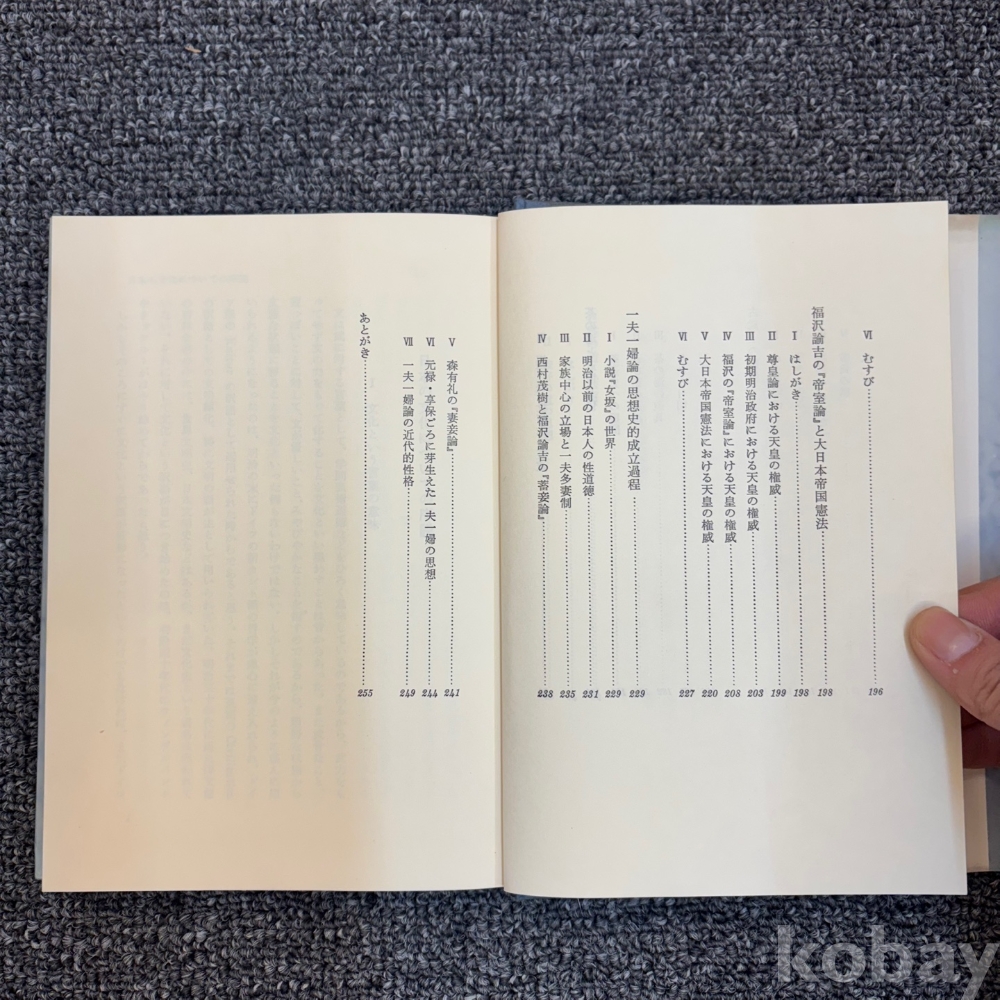 Ⅵ むすび……196
福沢諭吉の『帝室論』と大日本帝国憲法……198
Ⅰ はしがき……198
Ⅱ 尊皇論における天皇の権威……199
Ⅲ 初期明治政府における天皇の権威……203
Ⅳ 福沢の『帝室論』における天皇の権威……208
Ⅴ 大日本帝国憲法における天皇の権威……220
Ⅵ むすび……227
一夫一婦論の思想史的成立過程……229
Ⅰ 小説『女坂』の世界……229
Ⅱ 明治以前の日本人の性道徳……231
Ⅲ 家族中心の立場と一夫多妻制……235
Ⅳ 西村茂樹と福沢諭吉の『蓄妾論』……238
Ⅴ 森有礼の『妻妾論』……241
Ⅵ 元禄・享保ごろに芽生えた一夫一婦の思想……244
Ⅶ 一夫一婦論の近代的性格……249
あとがき……255
kobay